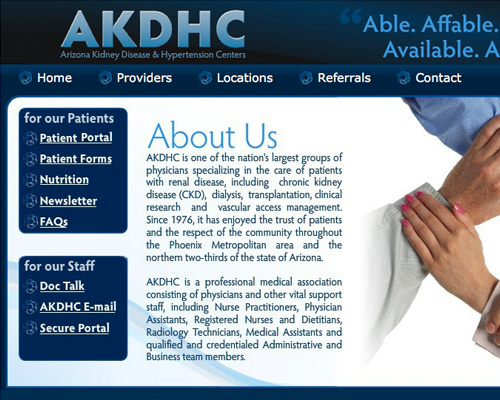 AKDHC
Arizona Kidney Disease & Hypertension Centers
“Able. Affable.
Available. A
Home Providers Locations Referrals Contact
for our Patients
Patient Portal
Patient Forms
Nutrition
Newsletter
FAQs
for our Staff
Doc Talk
AKDHC E-mail
Secure Portal
About Us
AKDHC is one of the nation's largest groups of
physicians specializing in the care of patients
with renal disease, including chronic kidney
disease (CKD), dialysis, transplantation, clinical
research and vascular access management.
Since 1976, it has enjoyed the trust of patients
and the respect of the community throughout
the Phoenix Metropolitan area and the
northern two-thirds of the state of Arizona.
AKDHC is a professional medical association
consisting of physicians and other vital support
staff, including Nurse Practitioners, Physician
Assistants, Registered Nurses and Dietitians,
Radiology Technicians, Medical Assistants and
qualified and credentialed Administrative and
Business team members.